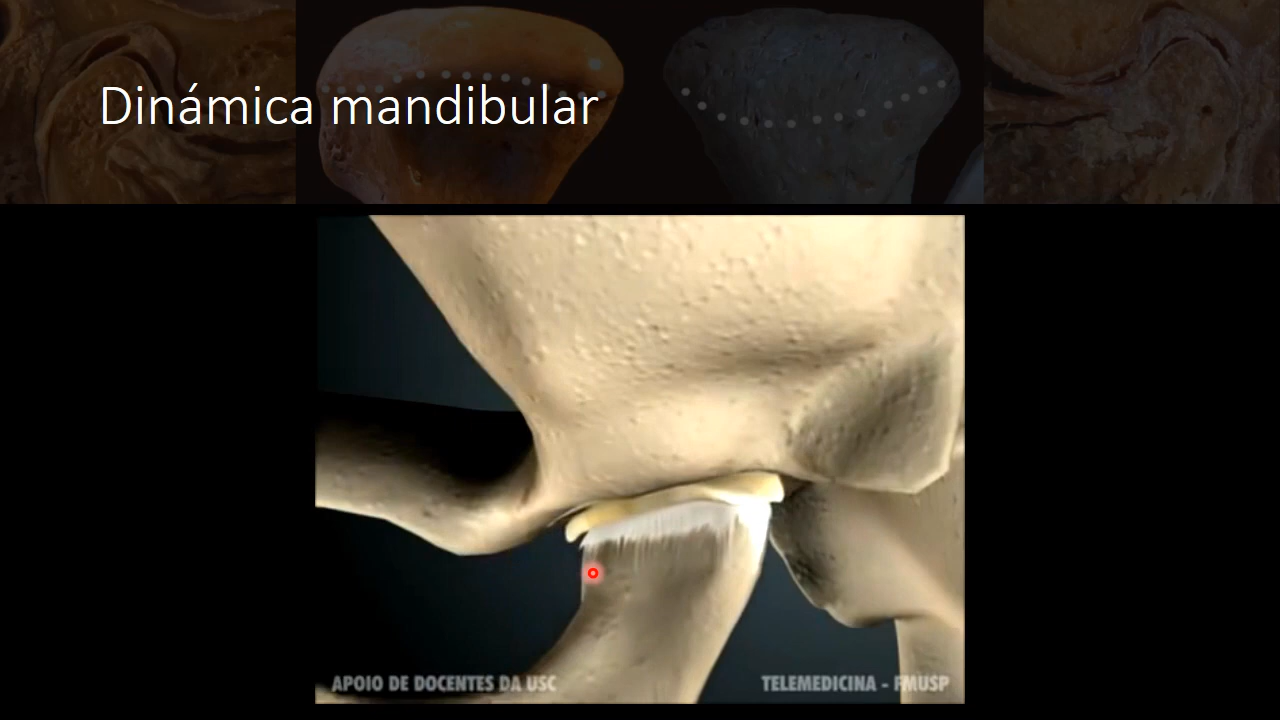 Dinámica mandibular
APOIO DE DOCENTES DA USC
TELEMEDICINA - FMUSP